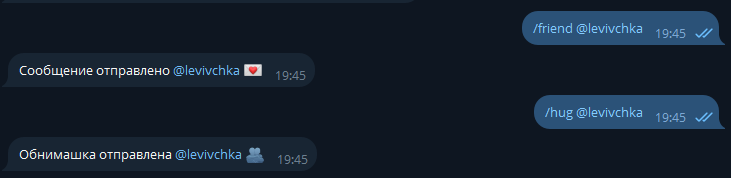 /friend @levivchka 19:45
Сообщение отправлено @levivchka 💌 19:45
/hug @levivchka 19:45
Обнимашка отправлена @levivchka 🫂 19:45